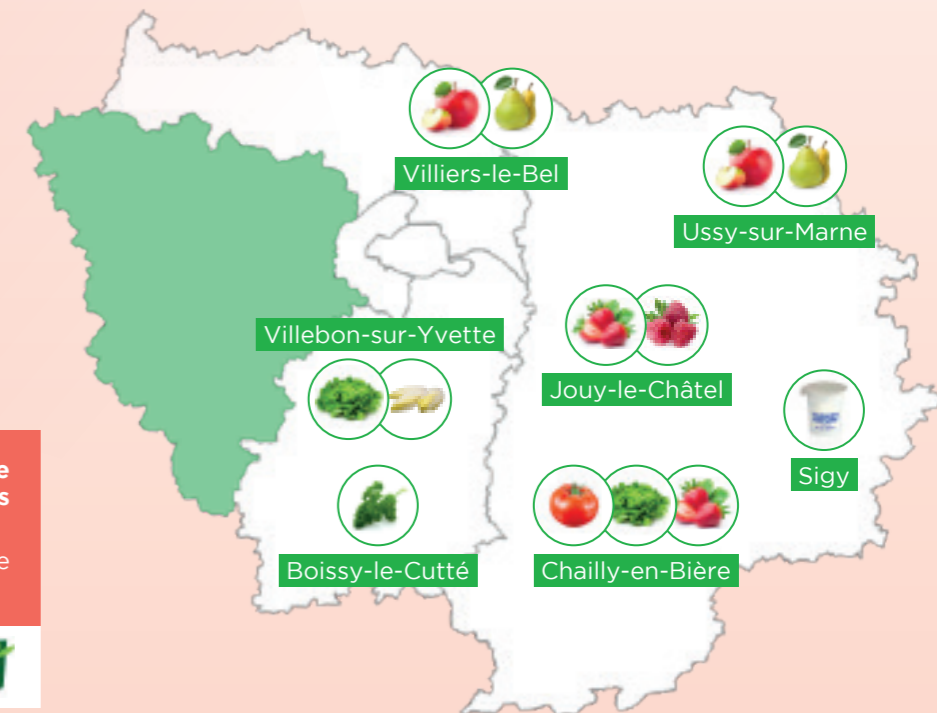 Villiers-le-Bel
Ussy-sur-Marne
Villebon-sur-Yvette
Jouy-le-Châtel
Sigy
Boissy-le-Cutté
Chailly-en-Bière
e
s
e